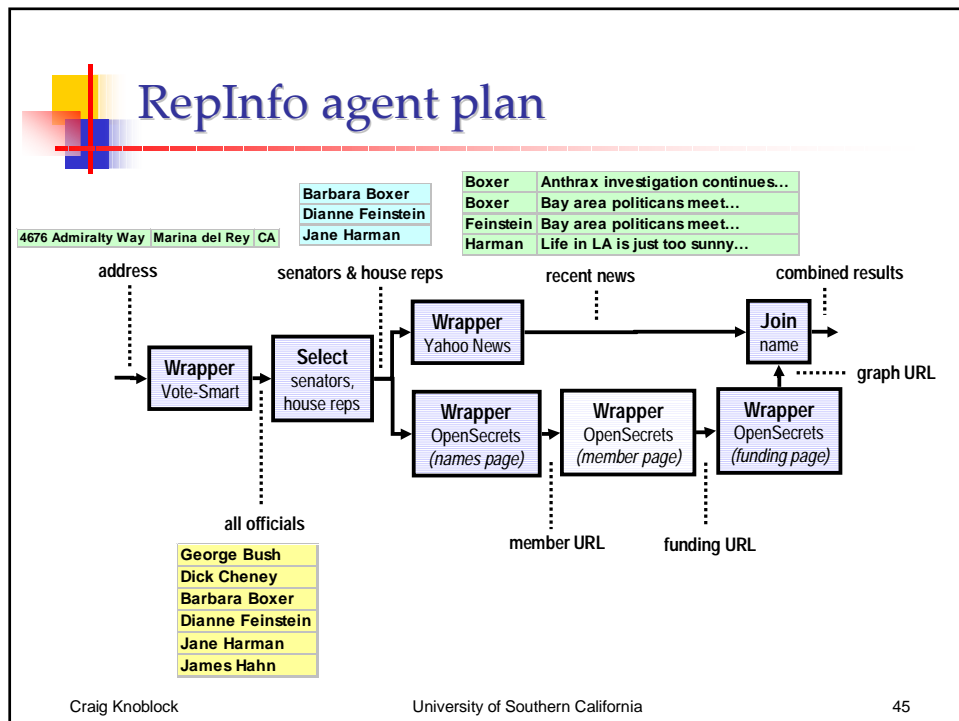 RepInfo agent plan
Barbara Boxer
Dianne Feinstein
Jane Harman
Boxer Anthrax investigation continues…
Boxer Bay area politicans meet…
Feinstein Bay area politicans meet…
Harman Life in LA is just too sunny…
4676 Admiralty Way Marina del Rey CA
address
senators & house reps
recent news
combined results
Wrapper
Vote-Smart
Select
senators,
house reps
Wrapper
Yahoo News
Join
name
graph URL
Wrapper
OpenSecrets
(names page)
Wrapper
OpenSecrets
(member page)
Wrapper
OpenSecrets
(funding page)
all officials
member URL
funding URL
George Bush
Dick Cheney
Barbara Boxer
Dianne Feinstein
Jane Harman
James Hahn
Craig Knoblock
University of Southern California
45